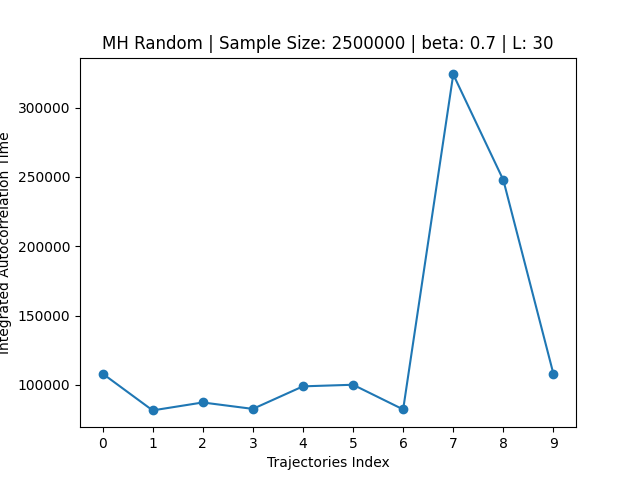 MH Random | Sample Size: 2500000 | beta: 0.7 | L: 30
Integrated Autocorrelation Time
300000
250000
200000
150000
100000
0 1 2 3 4 5 6 7 8 9
Trajectories Index